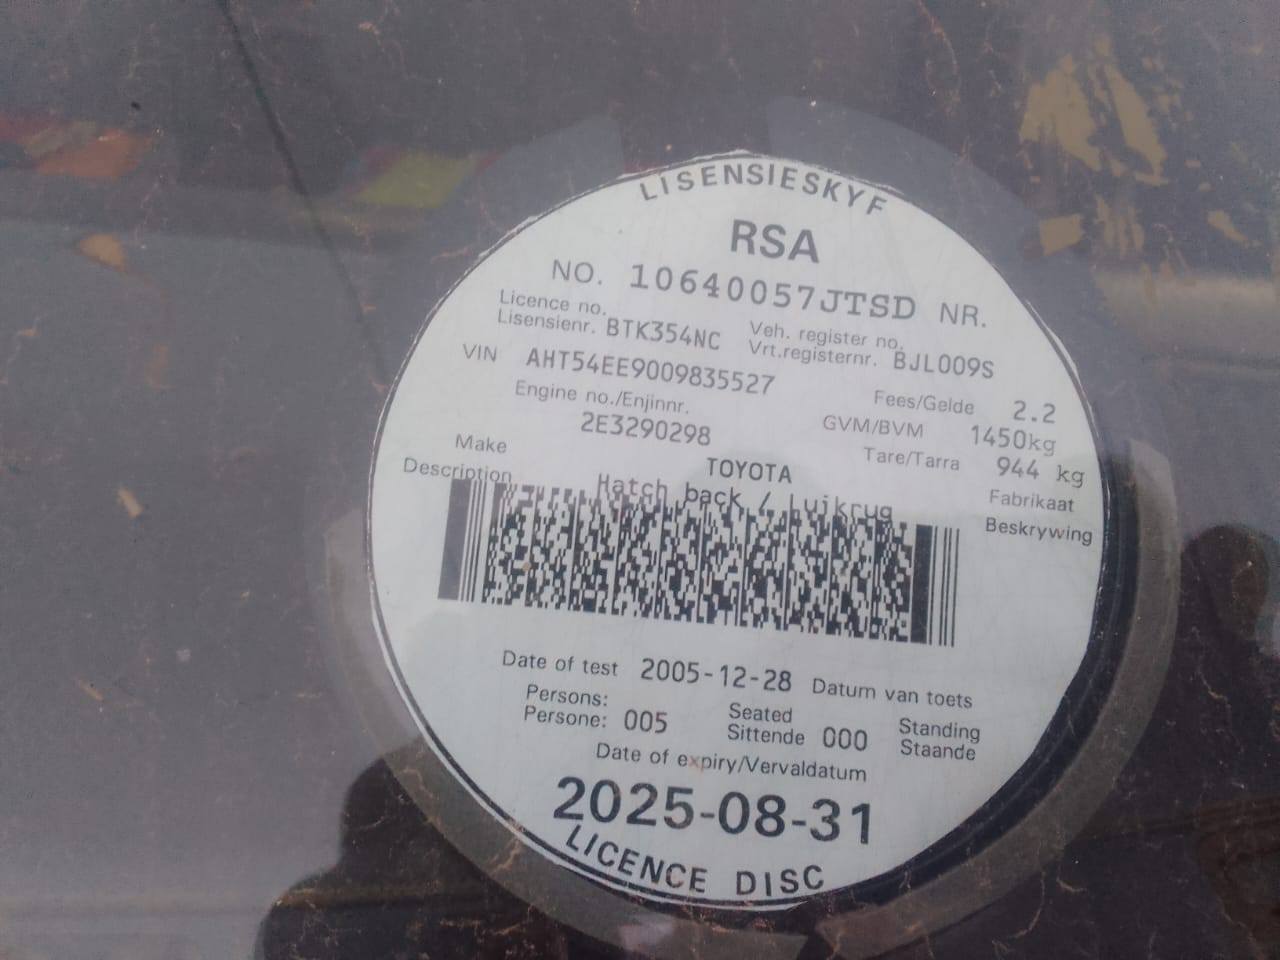 LISENSIESKYF
RSA
NO. 10640057JTSD NR.
Licence no. Veh. register no.
Lisensienr. BTK354NC Vrt.registernr. BJL009S
VIN AHT54EE9009835527 Fees/Gelde 2.2
Engine no./Enjinnr. GVM/BVM 1450kg
2E3290298 Tare/Tarra 944 kg
Make TOYOTA Fabrikaat
Description Hatch back / Luikrug Beskrywing
Date of test 2005-12-28 Datum van toets
Persons: Seated Standing
Persone: 005 Sittende 000 Staande
Date of expiry/Vervaldatum
2025-08-31
LICENCE DISC